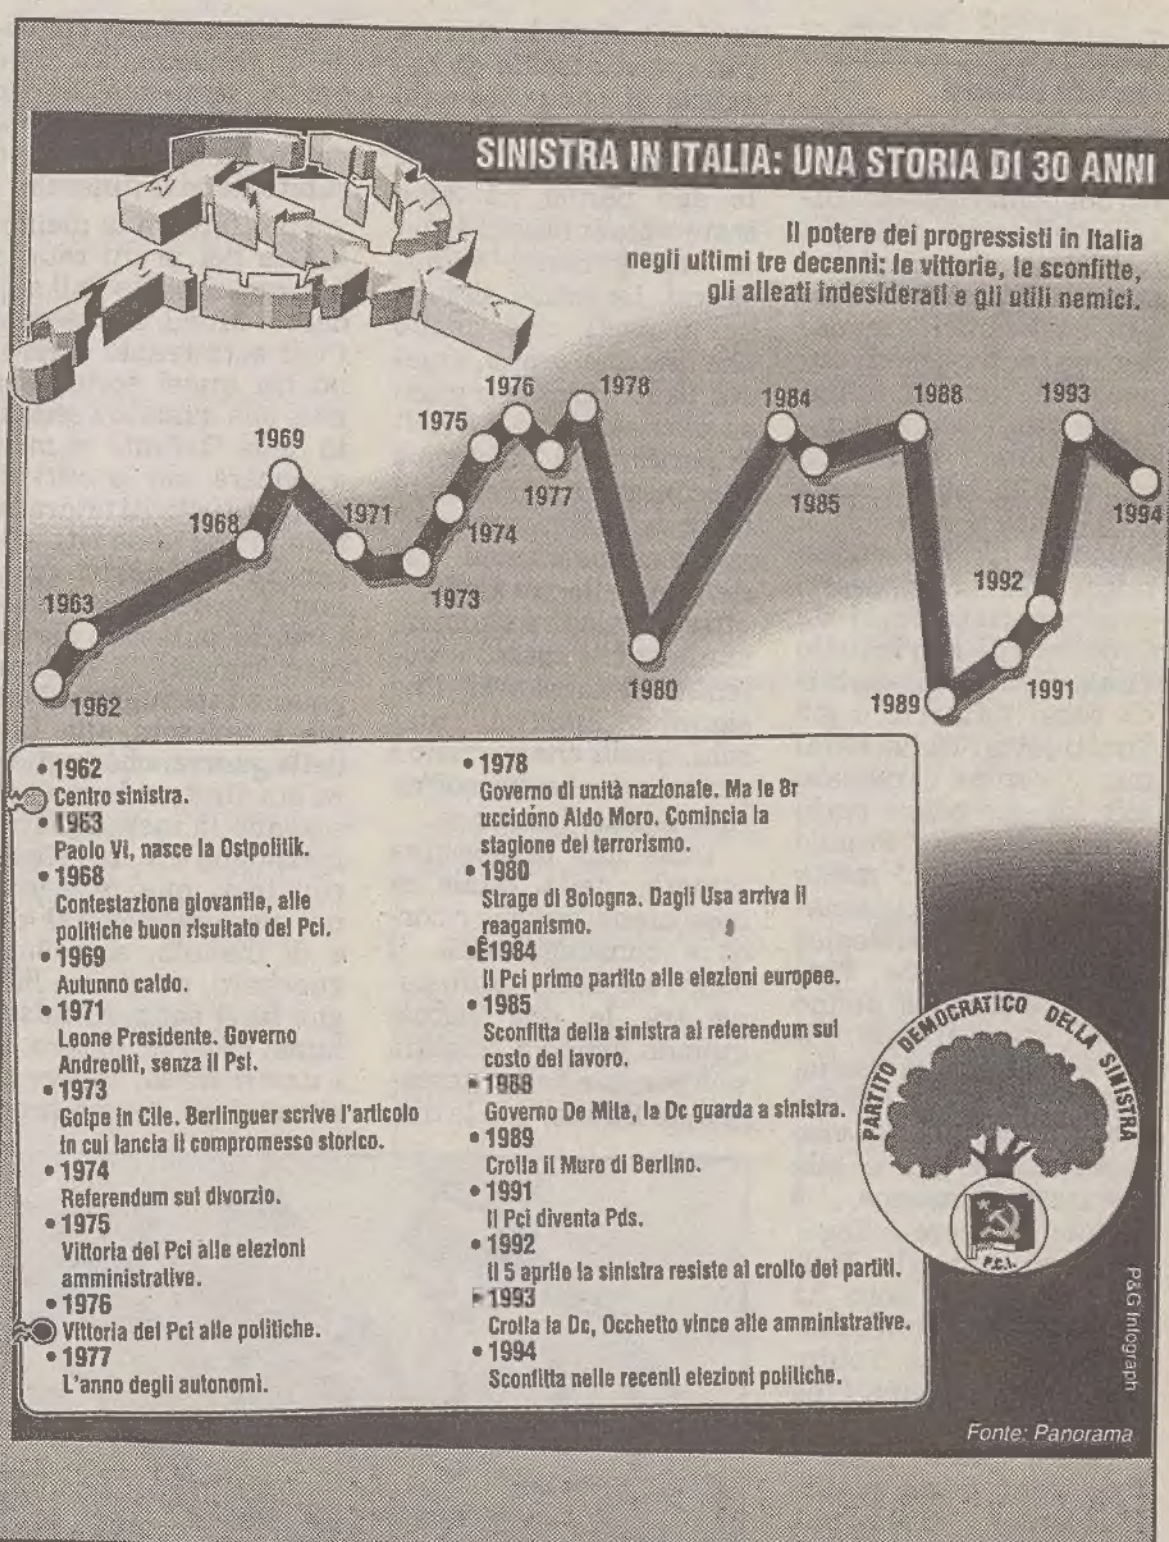 SINISTRA IN ITALIA: UNA STORIA DI 30 ANNI
Il potere dei progressisti in Italia
negli ultimi tre decenni: le vittorie, le sconfitte,
gli alleati indesiderati e gli utili nemici.
1962
1963
1968
1969
1971
1973
1974
1975
1976
1977
1978
1980
1984
1985
1988
1989
1991
1992
1993
1994
• 1962
Centro sinistra.
• 1963
Paolo VI, nasce la Ostpolitik.
• 1968
Contestazione giovanile, alle
politiche buon risultato del Pci.
• 1969
Autunno caldo.
• 1971
Leone Presidente. Governo
Andreotti, senza il Psi.
• 1973
Golpe in Cile. Berlinguer scrive l'articolo
in cui lancia il compromesso storico.
• 1974
Referendum sul divorzio.
• 1975
Vittoria del Pci alle elezioni
amministrative.
• 1976
Vittoria del Pci alle politiche.
• 1977
L'anno degli autonomi.
• 1978
Governo di unità nazionale. Ma le Br
uccidóno Aldo Moro. Comincia la
stagione del terrorismo.
• 1980
Strage di Bologna. Dagli Usa arriva il
reaganismo.
•Ê1984
Il Pci primo partito alle elezioni europee.
• 1985
Sconfitta della sinistra al referendum sul
costo del lavoro.
• 1988
Governo De Mita, la Dc guarda a sinistra.
• 1989
Crolla il Muro di Berlino.
• 1991
Il Pci diventa Pds.
• 1992
Il 5 aprile la sinistra resiste al crollo dei partiti.
• 1993
Crolla la Dc, Occhetto vince alle amministrative.
• 1994
Sconfitta nelle recenti elezioni politiche.
PARTITO DEMOCRATICO DELLA SINISTRA
P.C.I.
P&G Infograph
Fonte: Panorama